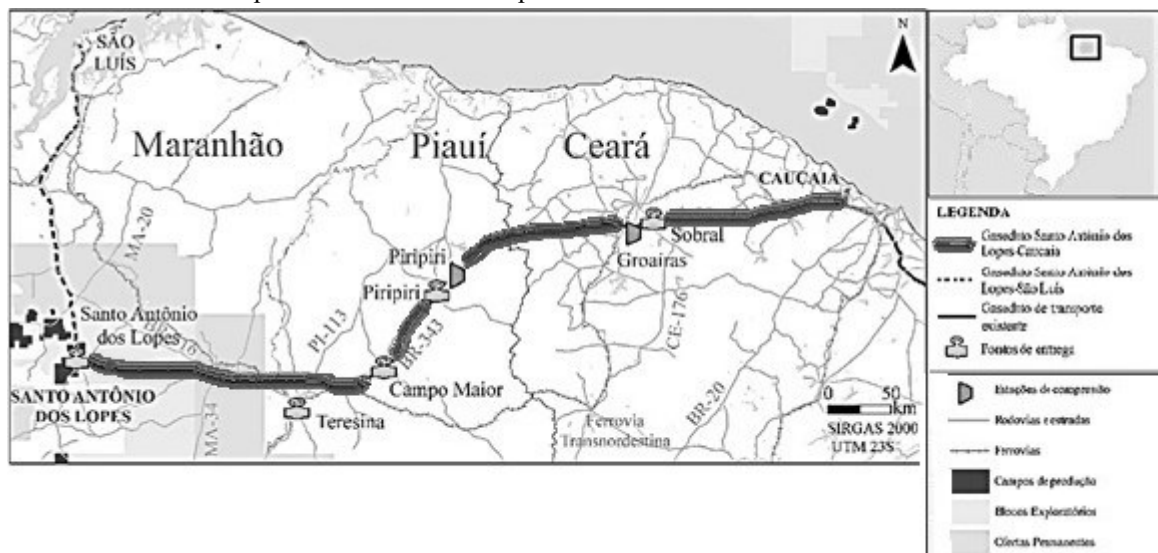 SÃO
LUÍS
Maranhão
Piauí
Ceará
N
CAUCAIA
MA-20
Piripiri
Sobral
Groaíras
Piripiri
Santo Antônio
dos Lopes
PI-113
BR-343
CE-176
SANTO ANTÔNIO
DOS LOPES
Campo Maior
MA-34
Teresina
Ferrovia
Transnordestina
BR-20
0 50
km
SIRGAS 2000
UTM 23S
LEGENDA
Gasoduto Santo Antônio dos
Lopes-Caucaia
Gasoduto Santo Antônio dos
Lopes-São Luís
Gasoduto de transporte
existente
Pontos de entrega
Estações de compressão
Rodovias e estradas
Ferrovias
Campos de produção
Blocos Exploratórios
Ofertas Permanentes